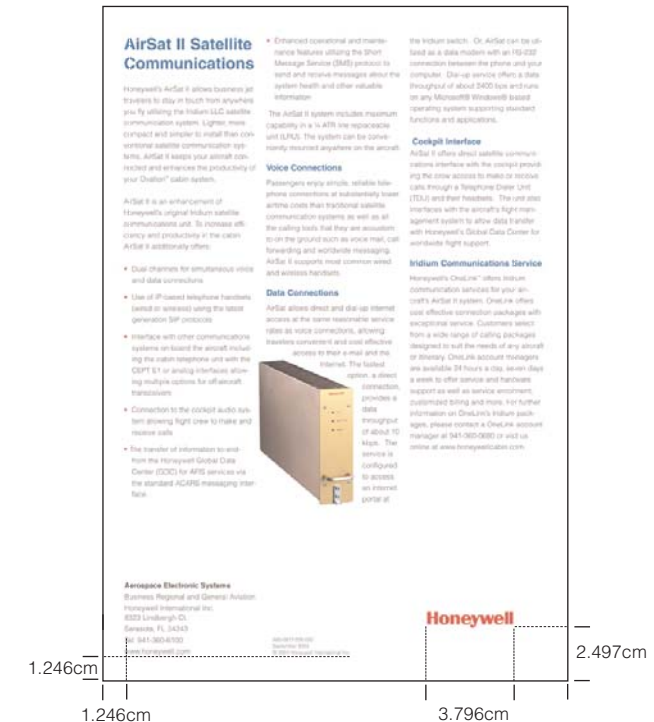 AirSat II Satellite
Communications
Honeywell's AirSat II allows business jet
travelers to stay in touch from anywhere
you fly utilizing the Iridium LLC satellite
communication system. Lighter, more
compact and simpler to install than con-
ventional satellite communication sys-
tems, AirSat II keeps your aircraft con-
nected and enhances the productivity of
your Ovation cabin system.
AirSat II is an enhancement of
Honeywell's original Iridium satellite
communications unit. To increase effi-
ciency and productivity in the cabin
AirSat II additionally offers:
• Dual channels for simultaneous voice
and data connections
• Use of IP-based telephone handsets
(wired or wireless) using the latest
generation SIP protocols
• Interface with other communications
systems on board the aircraft includ-
ing the cabin telephone unit with the
CEPT E1 or analog interfaces allow-
ing multiple options for off-aircraft
transceivers
• Connection to the cockpit audio sys-
tem allowing flight crew to make and
receive calls
• The transfer of information to and
from the Honeywell Global Data
Center (GDC) for AFIS services via
the standard ACARS messaging inter-
face
• Enhanced operational and mainte-
nance features utilizing the Short
Message Service (SMS) protocol to
send and receive messages about the
system health and other valuable
information
The AirSat II system includes maximum
capability in a ¼ ATR line replaceable
unit (LRU). The system can be conve-
niently mounted anywhere on the aircraft.
Voice Connections
Passengers enjoy simple, reliable tele-
phone connections at substantially lower
airtime costs than traditional satellite
communication systems as well as all
the calling tools that they are accustom
to on the ground such as voice mail, call
forwarding and worldwide messaging.
AirSat II supports most common wired
and wireless handsets.
Data Connections
AirSat allows direct and dial-up internet
access at the same reasonable service
rates as voice connections, allowing
travelers convenient and cost effective
access to their e-mail and the
Internet. The fastest
option, a direct
connection,
provides a
data
throughput
of about 10
kbps. The
service is
configured
to access
an internet
portal at
the Iridium switch. Or, AirSat can be uti-
lized as a data modem with an RS-232
connection between the phone and your
computer. Dial-up service offers a data
throughput of about 2400 bps and runs
on any Microsoft® Windows® based
operating system supporting standard
functions and applications.
Cockpit Interface
AirSat II offers direct satellite communi-
cations interface with the cockpit provid-
ing the crew access to make or receive
calls through a Telephone Dialer Unit
(TDU) and their headsets. The unit also
interfaces with the aircraft's flight man-
agement system to allow data transfer
with Honeywell's Global Data Center for
worldwide flight support.
Iridium Communications Service
Honeywell's OneLink™ offers Iridium
communication services for your air-
craft's AirSat II system. OneLink offers
cost effective connection packages with
exceptional service. Customers select
from a wide range of calling packages
designed to suit the needs of any aircraft
or itinerary. OneLink account managers
are available 24 hours a day, seven days
a week to offer service and hardware
support as well as service enrollment,
customized billing and more. For further
information on OneLink's Iridium pack-
ages, please contact a OneLink account
manager at 941-360-6680 or visit us
online at www.honeywellcabin.com
Aerospace Electronic Systems
Business Regional and General Aviation
Honeywell International Inc.
8323 Lindbergh Ct.
Sarasota, FL 34243
Tel: 941-360-6100
www.honeywell.com
Honeywell
1.246cm
1.246cm
3.796cm
2.497cm